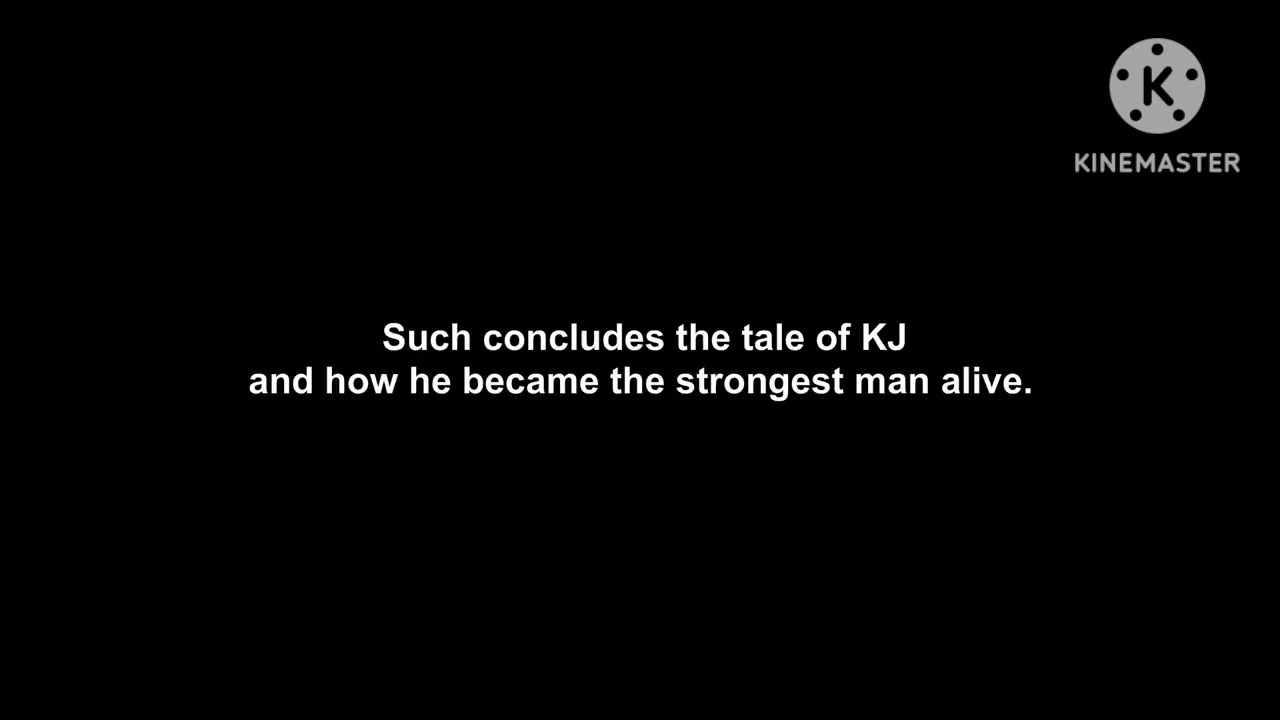 K
KINEMASTER
Such concludes the tale of KJ
and how he became the strongest man alive.